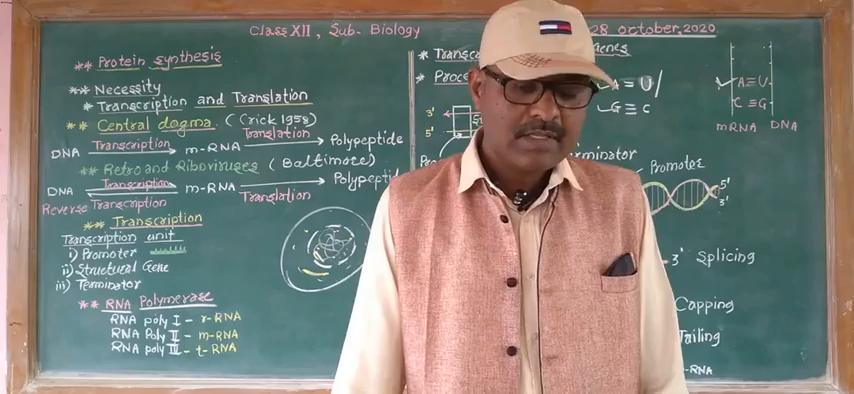 Class XII, Sub- Biology
28 october, 2020
** Protein synthesis
** Necessity
* Transcription and Translation
** Central dogma. (Crick 1958)
DNA Transcription m-RNA Translation Polypeptide
** Retro and Riboviruses (Baltimore)
DNA Transcription m-RNA Translation
Reverse Transcription
** Transcription
Transcription unit
i) Promoter
ii) Structural Gene
iii) Terminator
** RNA Polymerase
RNA poly I - r-RNA
RNA Poly II - m-RNA
RNA poly III - t-RNA
*
*
3'
5'
A ≡ U
G ≡ C
A ≡ U
C ≡ G
mRNA DNA
Promoter
5'
3'
3' Splicing
Capping
Tailing